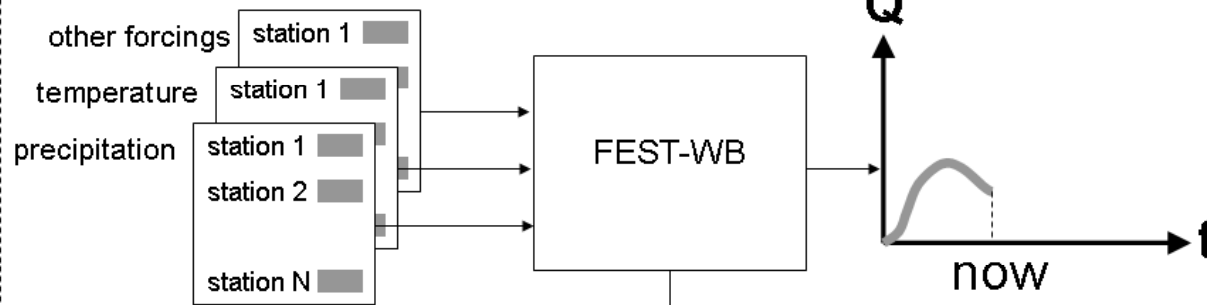 other forcings
station 1
temperature
station 1
precipitation
station 1
station 2
station N
FEST-WB
Q
t
now